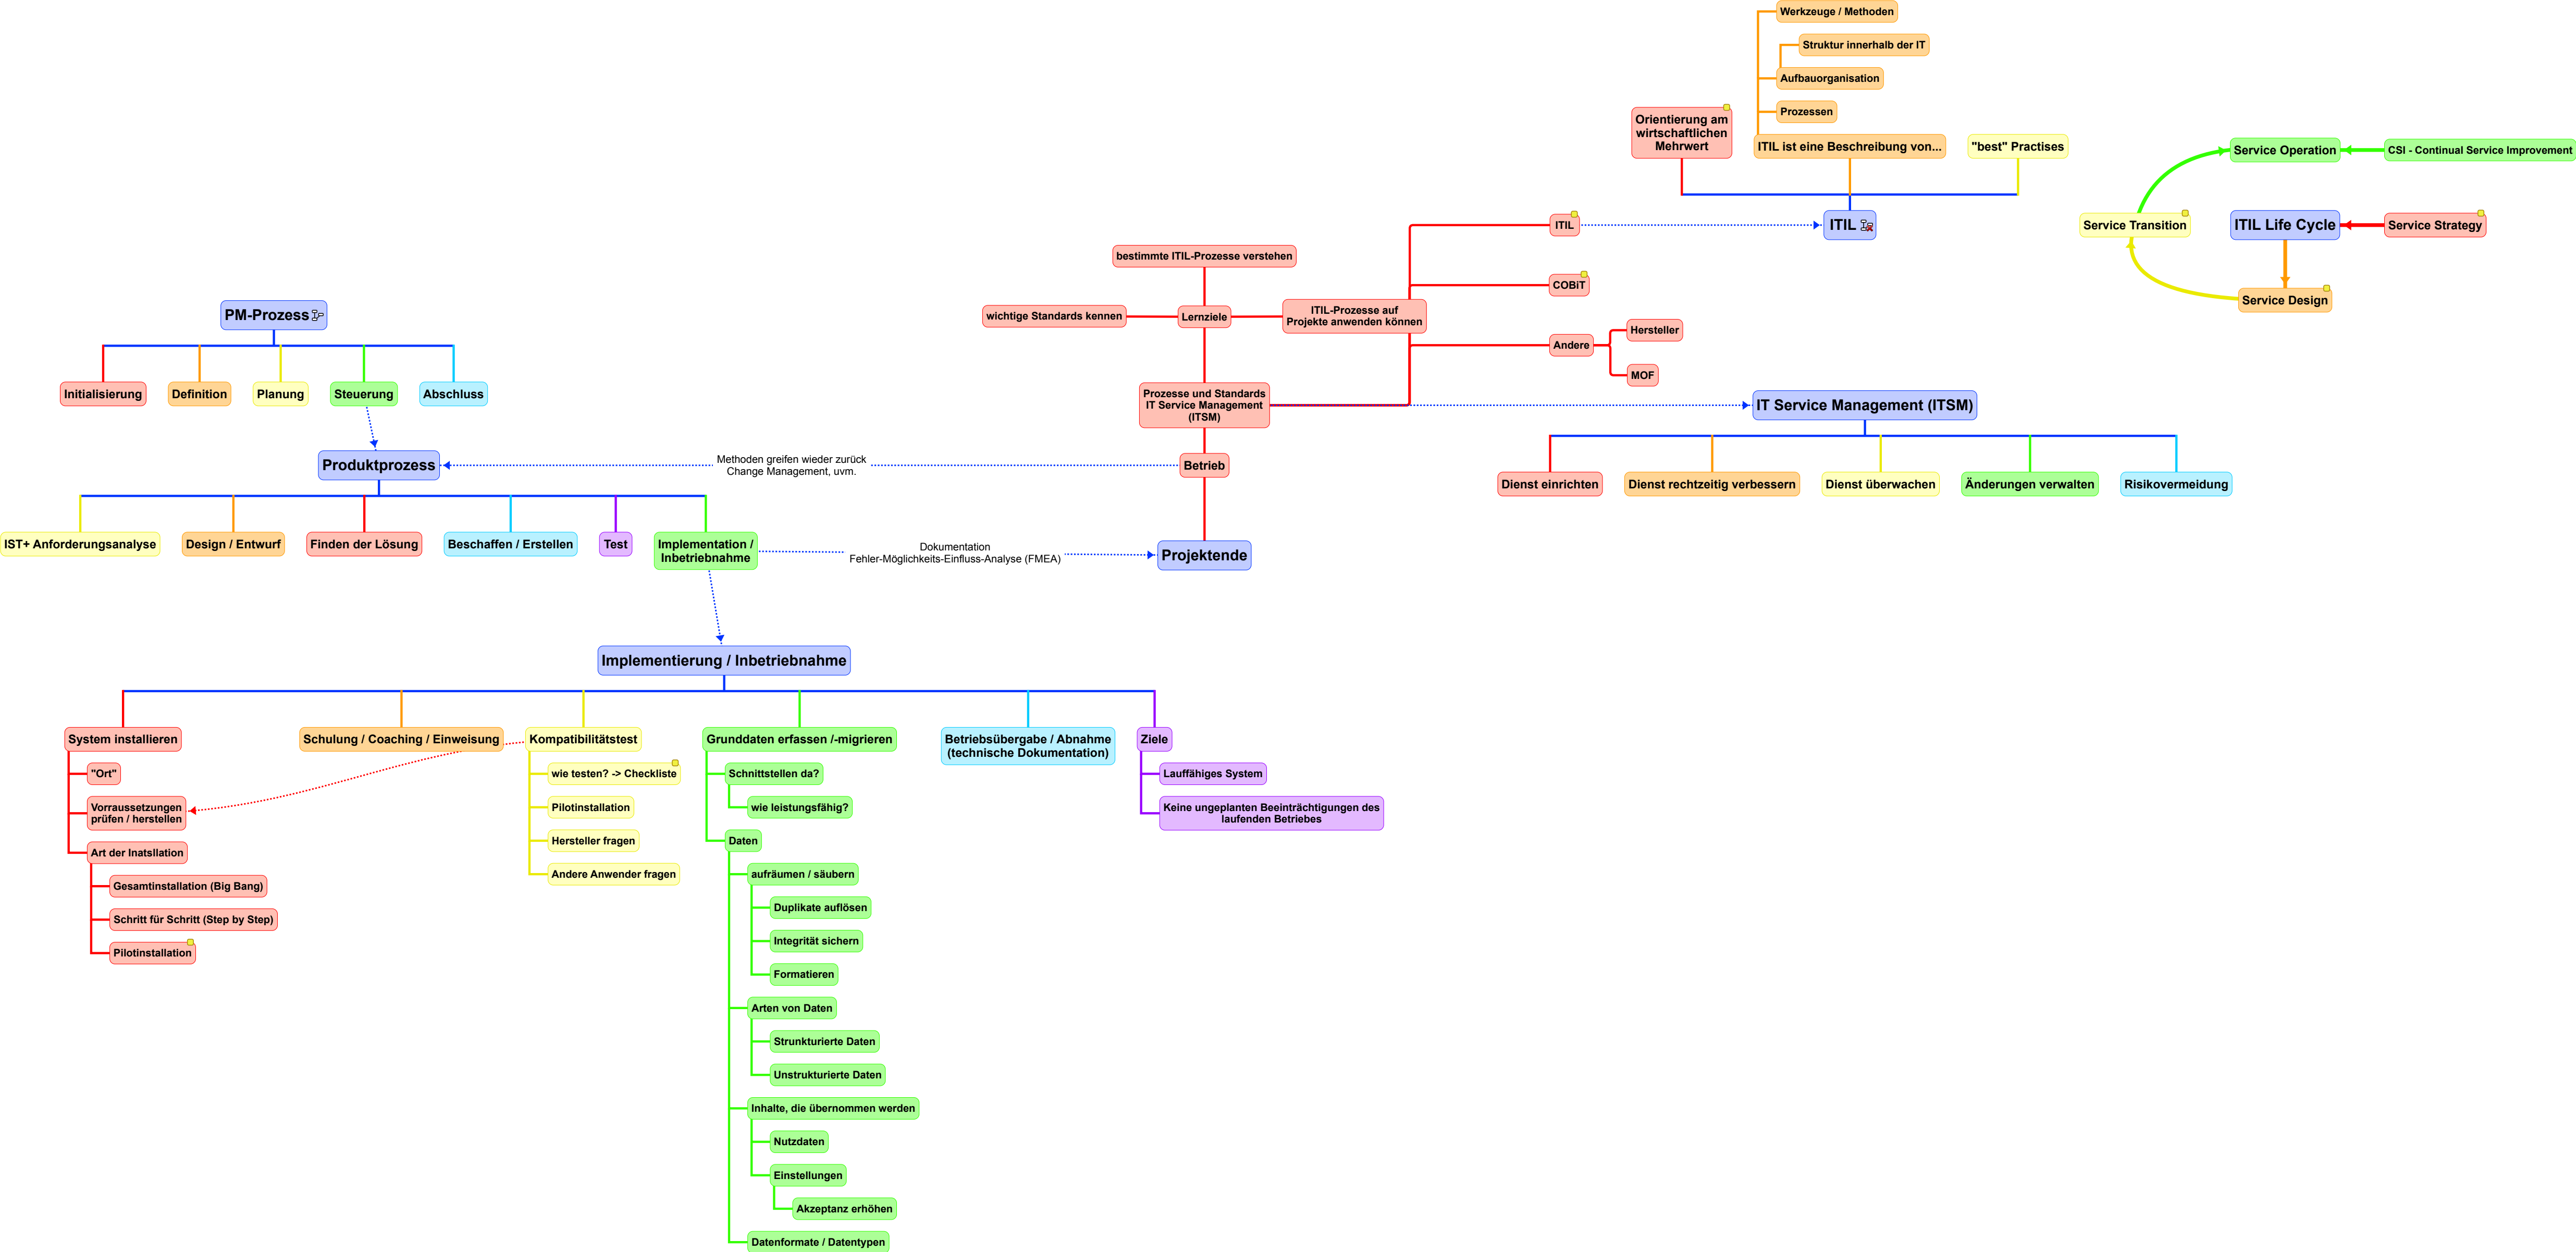 Werkzeuge / Methoden
Struktur innerhalb der IT
Aufbauorganisation
Prozessen
Orientierung am
wirtschaftlichen
Mehrwert
ITIL ist eine Beschreibung von...
"best" Practises
ITIL
Service Operation
CSI - Continual Service Improvement
Service Transition
ITIL Life Cycle
Service Strategy
Service Design
ITIL
COBiT
Andere
Hersteller
MOF
bestimmte ITIL-Prozesse verstehen
wichtige Standards kennen
Lernziele
ITIL-Prozesse auf
Projekte anwenden können
Prozesse und Standards
IT Service Management
(ITSM)
Betrieb
Projektende
IT Service Management (ITSM)
Dienst einrichten
Dienst rechtzeitig verbessern
Dienst überwachen
Änderungen verwalten
Risikovermeidung
PM-Prozess
Initialisierung
Definition
Planung
Steuerung
Abschluss
Produktprozess
Methoden greifen wieder zurück
Change Management, uvm.
IST+ Anforderungsanalyse
Design / Entwurf
Finden der Lösung
Beschaffen / Erstellen
Test
Implementation /
Inbetriebnahme
Dokumentation
Fehler-Möglichkeits-Einfluss-Analyse (FMEA)
Implementierung / Inbetriebnahme
System installieren
"Ort"
Vorraussetzungen
prüfen / herstellen
Art der Inatsllation
Gesamtinstallation (Big Bang)
Schritt für Schritt (Step by Step)
Pilotinstallation
Schulung / Coaching / Einweisung
Kompatibilitätstest
wie testen? -> Checkliste
Pilotinstallation
Hersteller fragen
Andere Anwender fragen
Grunddaten erfassen /-migrieren
Schnittstellen da?
wie leistungsfähig?
Daten
aufräumen / säubern
Duplikate auflösen
Integrität sichern
Formatieren
Arten von Daten
Strunkturierte Daten
Unstrukturierte Daten
Inhalte, die übernommen werden
Nutzdaten
Einstellungen
Akzeptanz erhöhen
Datenformate / Datentypen
Betriebsübergabe / Abnahme
(technische Dokumentation)
Ziele
Lauffähiges System
Keine ungeplanten Beeinträchtigungen des
laufenden Betriebes